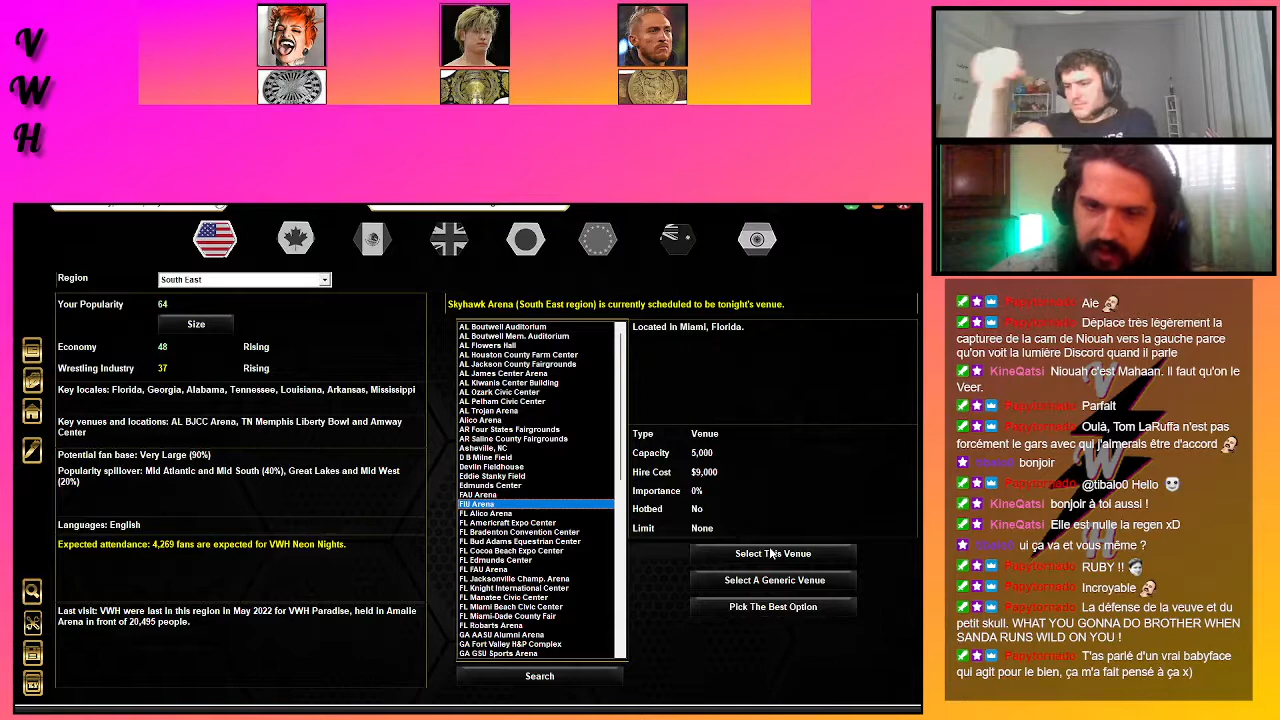 V
W
H
Region
South East
Your Popularity 64
Size
Economy 48 Rising
Wrestling Industry 37 Rising
Key locales: Florida, Georgia, Alabama, Tennessee, Louisiana, Arkansas, Mississippi
Key venues and locations: AL BJCC Arena, TN Memphis Liberty Bowl and Amway
Center
Potential fan base: Very Large (90%)
Popularity spillover: Mid Atlantic and Mid South (40%), Great Lakes and Mid West
(20%)
Languages: English
Expected attendance: 4,269 fans are expected for VWH Neon Nights.
Last visit: VWH were last in this region in May 2022 for VWH Paradise, held in Amalie
Arena in front of 20,495 people.
Skyhawk Arena (South East region) is currently scheduled to be tonight's venue.
AL Boutwell Auditorium
AL Boutwell Mem. Auditorium
AL Flowers Hall
AL Houston County Farm Center
AL Jackson County Fairgrounds
AL James Center Arena
AL Kiwanis Center Building
AL Ozark Civic Center
AL Pelham Civic Center
AL Trojan Arena
Alico Arena
AR Four States Fairgrounds
AR Saline County Fairgrounds
Asheville, NC
D B Milne Field
Devlin Fieldhouse
Eddie Stanky Field
Edmunds Center
FAU Arena
FIU Arena
FL Alico Arena
FL Americraft Expo Center
FL Bradenton Convention Center
FL Bud Adams Equestrian Center
FL Cocoa Beach Expo Center
FL Edmunds Center
FL FAU Arena
FL Jacksonville Champ. Arena
FL Knight International Center
FL Manatee Civic Center
FL Miami Beach Civic Center
FL Miami-Dade County Fair
FL Robarts Arena
GA AASU Alumni Arena
GA Fort Valley H&P Complex
GA GSU Sports Arena
Search
Located in Miami, Florida.
Type Venue
Capacity 5,000
Hire Cost $9,000
Importance 0%
Hotbed No
Limit None
Select This Venue
Select A Generic Venue
Pick The Best Option
Papytornado Aie
Papytornado Déplace très légèrement la
capturee de la cam de Niouah vers la gauche parce
qu'on voit la lumière Discord quand il parle
KineQatsi Niouah c'est Mahaan. Il faut qu'on le
Veer.
Papytornado Parfait
Papytornado Oulà, Tom LaRuffa n'est pas
forcément le gars avec qui j'aimerais être d'accord
bonjour
Papytornado @tibalo0 Hello
KineQatsi bonjour à toi aussi !
KineQatsi Elle est nulle la regen xD
ui ça va et vous même ?
Papytornado RUBY !!
Papytornado Incroyable
Papytornado La défense de la veuve et du
petit skull. WHAT YOU GONNA DO BROTHER WHEN
SANDA RUNS WILD ON YOU !
Papytornado T'as parlé d'un vrai babyface
qui agit pour le bien, ça m'a fait pensé à ça x)